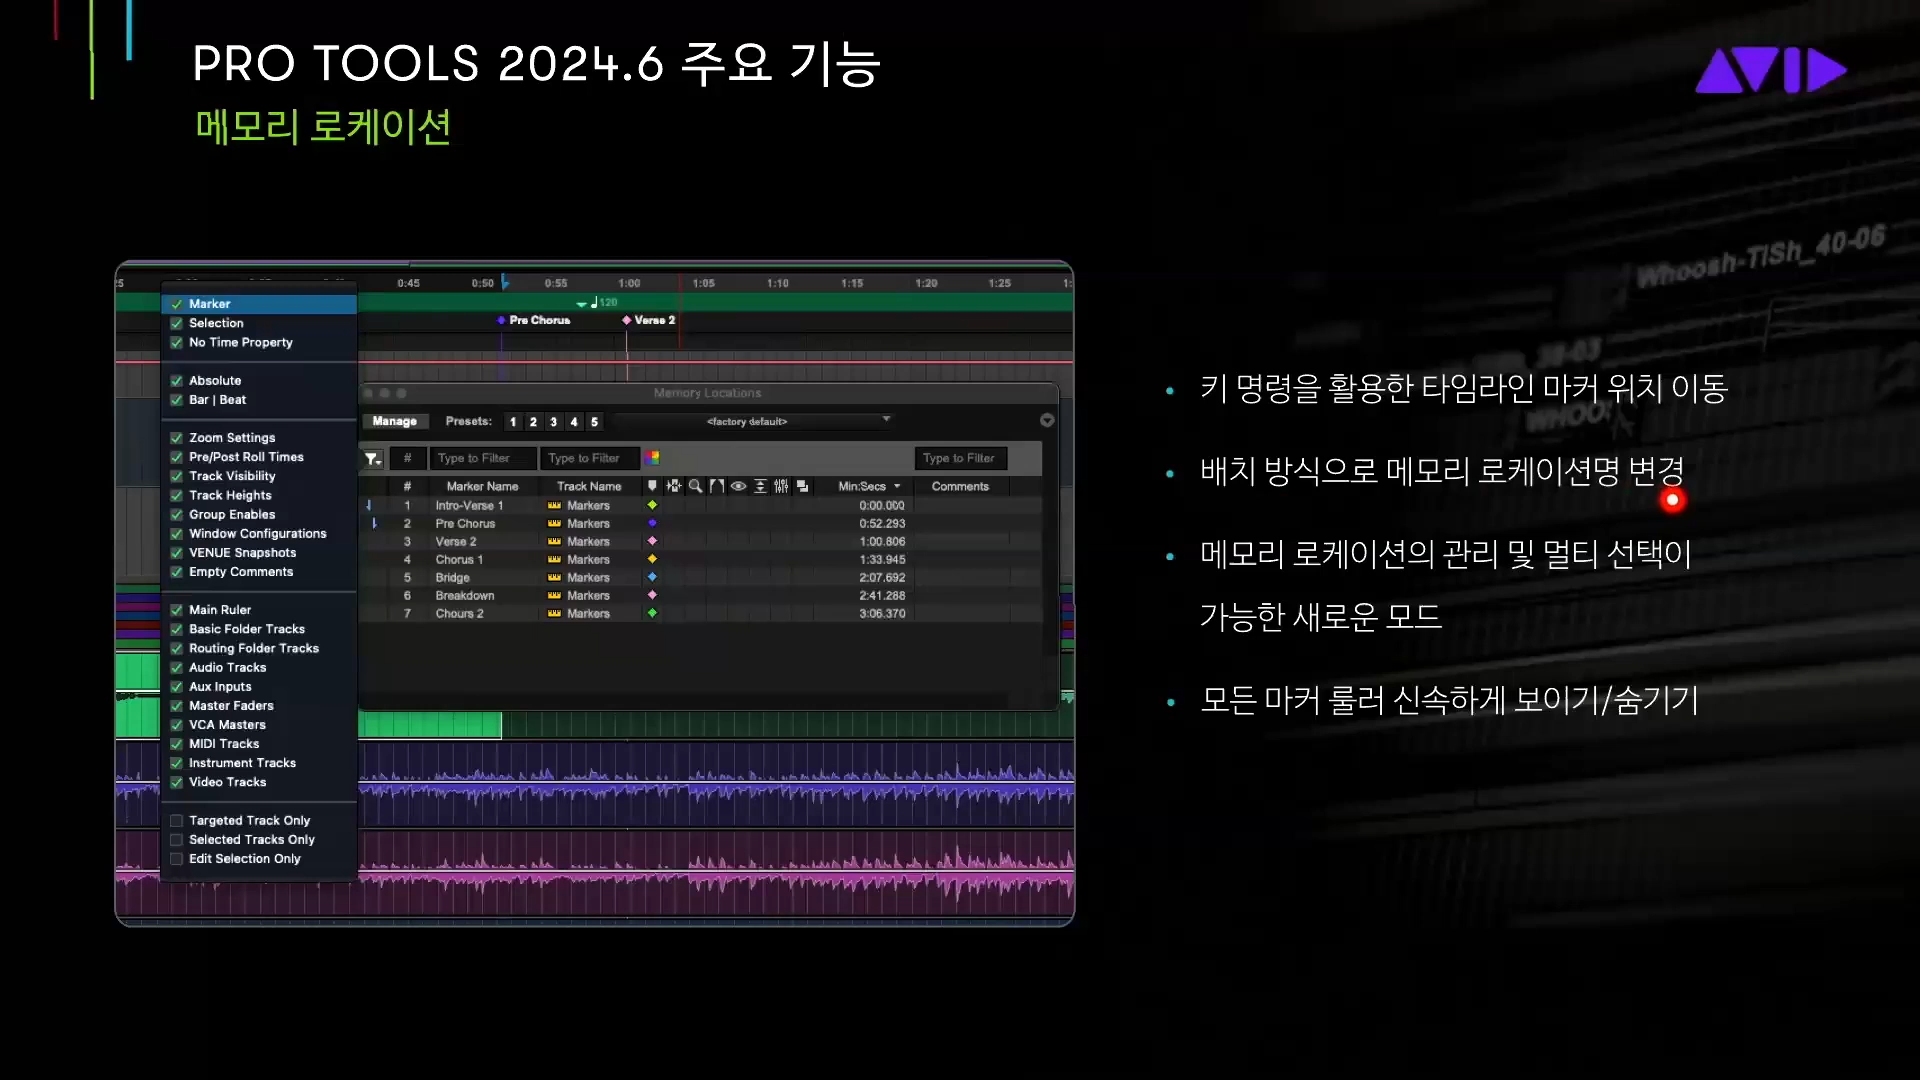 PRO TOOLS 2024.6 주요 기능
메모리 로케이션
AVID
Whoosh-TISh_40-06
0:45 0:50 0:55 1:00 1:05 1:10 1:15 1:20 1:25
120
Pre Chorus Verse 2
Marker
Selection
No Time Property
Absolute
Bar | Beat
Zoom Settings
Pre/Post Roll Times
Track Visibility
Track Heights
Group Enables
Window Configurations
VENUE Snapshots
Empty Comments
Main Ruler
Basic Folder Tracks
Routing Folder Tracks
Audio Tracks
Aux Inputs
Master Faders
VCA Masters
MIDI Tracks
Instrument Tracks
Video Tracks
Targeted Track Only
Selected Tracks Only
Edit Selection Only
Memory Locations
Manage Presets: 1 2 3 4 5 <factory default>
# Type to Filter Type to Filter Type to Filter
# Marker Name Track Name Min:Secs Comments
1 Intro-Verse 1 Markers 0:00.000
2 Pre Chorus Markers 0:52.293
3 Verse 2 Markers 1:00.806
4 Chorus 1 Markers 1:33.945
5 Bridge Markers 2:07.692
6 Breakdown Markers 2:41.288
7 Chours 2 Markers 3:06.370
• 키 명령을 활용한 타임라인 마커 위치 이동
• 배치 방식으로 메모리 로케이션명 변경
• 메모리 로케이션의 관리 및 멀티 선택이
가능한 새로운 모드
• 모든 마커 룰러 신속하게 보이기/숨기기